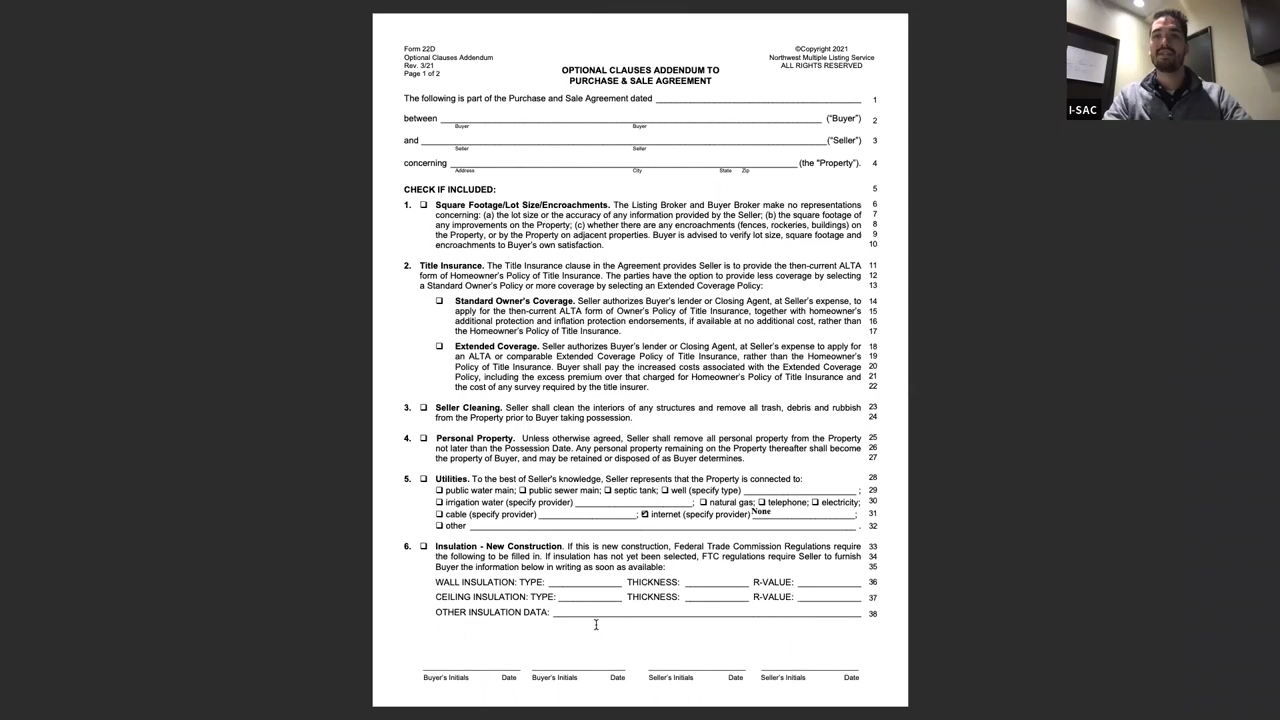 Form 22D
Optional Clauses Addendum
Rev. 3/21
Page 1 of 2
©Copyright 2021
Northwest Multiple Listing Service
ALL RIGHTS RESERVED
OPTIONAL CLAUSES ADDENDUM TO
PURCHASE & SALE AGREEMENT
The following is part of the Purchase and Sale Agreement dated 1
between ("Buyer") 2
Buyer Buyer
and ("Seller") 3
Seller Seller
concerning (the "Property"). 4
Address City State Zip
CHECK IF INCLUDED: 5
1. ❑ Square Footage/Lot Size/Encroachments. The Listing Broker and Buyer Broker make no representations 6
concerning: (a) the lot size or the accuracy of any information provided by the Seller; (b) the square footage of 7
any improvements on the Property; (c) whether there are any encroachments (fences, rockeries, buildings) on 8
the Property, or by the Property on adjacent properties. Buyer is advised to verify lot size, square footage and 9
encroachments to Buyer's own satisfaction. 10
2. Title Insurance. The Title Insurance clause in the Agreement provides Seller is to provide the then-current ALTA 11
form of Homeowner's Policy of Title Insurance. The parties have the option to provide less coverage by selecting 12
a Standard Owner's Policy or more coverage by selecting an Extended Coverage Policy: 13
❑ Standard Owner's Coverage. Seller authorizes Buyer's lender or Closing Agent, at Seller's expense, to 14
apply for the then-current ALTA form of Owner's Policy of Title Insurance, together with homeowner's 15
additional protection and inflation protection endorsements, if available at no additional cost, rather than 16
the Homeowner's Policy of Title Insurance. 17
❑ Extended Coverage. Seller authorizes Buyer's lender or Closing Agent, at Seller's expense to apply for 18
an ALTA or comparable Extended Coverage Policy of Title Insurance, rather than the Homeowner's 19
Policy of Title Insurance. Buyer shall pay the increased costs associated with the Extended Coverage 20
Policy, including the excess premium over that charged for Homeowner's Policy of Title Insurance and 21
the cost of any survey required by the title insurer. 22
3. ❑ Seller Cleaning. Seller shall clean the interiors of any structures and remove all trash, debris and rubbish 23
from the Property prior to Buyer taking possession. 24
4. ❑ Personal Property. Unless otherwise agreed, Seller shall remove all personal property from the Property 25
not later than the Possession Date. Any personal property remaining on the Property thereafter shall become 26
the property of Buyer, and may be retained or disposed of as Buyer determines. 27
5. ❑ Utilities. To the best of Seller's knowledge, Seller represents that the Property is connected to: 28
❑ public water main; ❑ public sewer main; ❑ septic tank; ❑ well (specify type) ; 29
❑ irrigation water (specify provider) ; ❑ natural gas; ❑ telephone; ❑ electricity; 30
❑ cable (specify provider) ; ☑ internet (specify provider) None ; 31
❑ other . 32
6. ❑ Insulation - New Construction. If this is new construction, Federal Trade Commission Regulations require 33
the following to be filled in. If insulation has not yet been selected, FTC regulations require Seller to furnish 34
Buyer the information below in writing as soon as available: 35
WALL INSULATION: TYPE: THICKNESS: R-VALUE: 36
CEILING INSULATION: TYPE: THICKNESS: R-VALUE: 37
OTHER INSULATION DATA: 38
Buyer's Initials Date Buyer's Initials Date Seller's Initials Date Seller's Initials Date
I-SAC